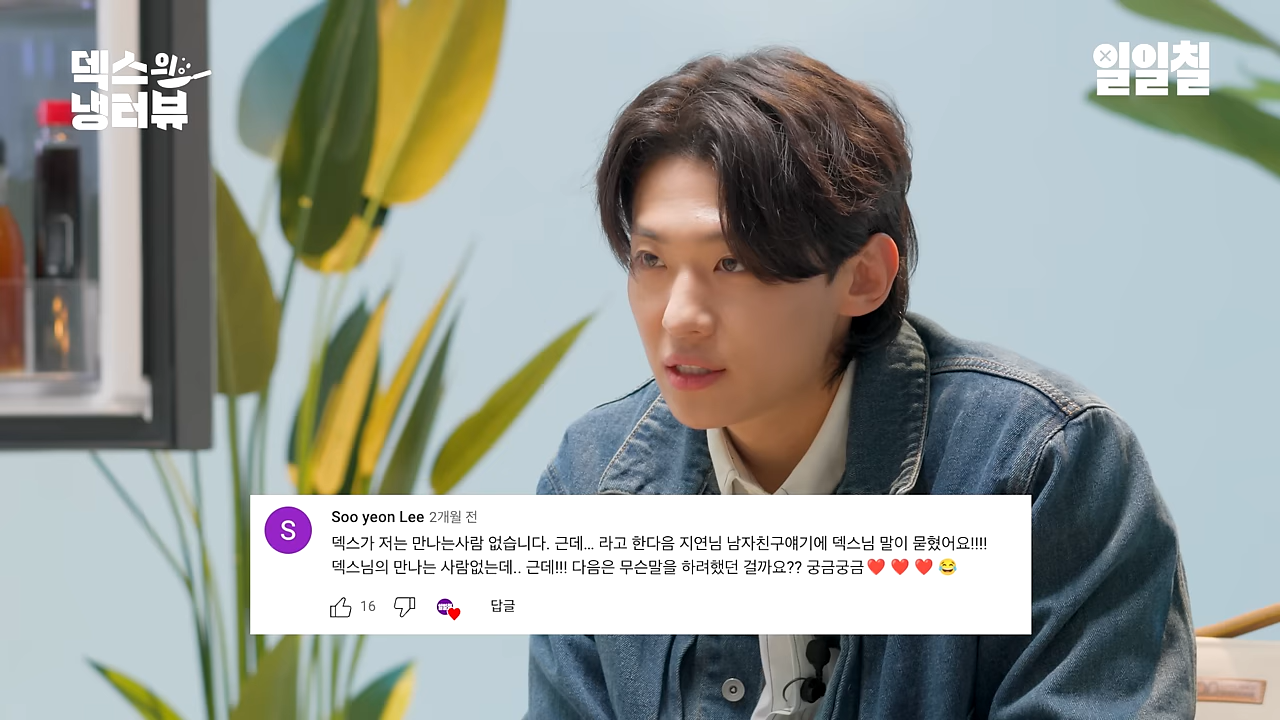 덱스의
냉터뷰
일일칠
S
Soo yeon Lee 2개월 전
덱스가 저는 만나는사람 없습니다. 근데... 라고 한다음 지연님 남자친구얘기에 덱스님 말이 묻혔어요!!!!
덱스님의 만나는 사람없는데.. 근데!!! 다음은 무슨말을 하려했던 걸까요?? 궁금궁금❤️ ❤️ ❤️ 😂
16
답글